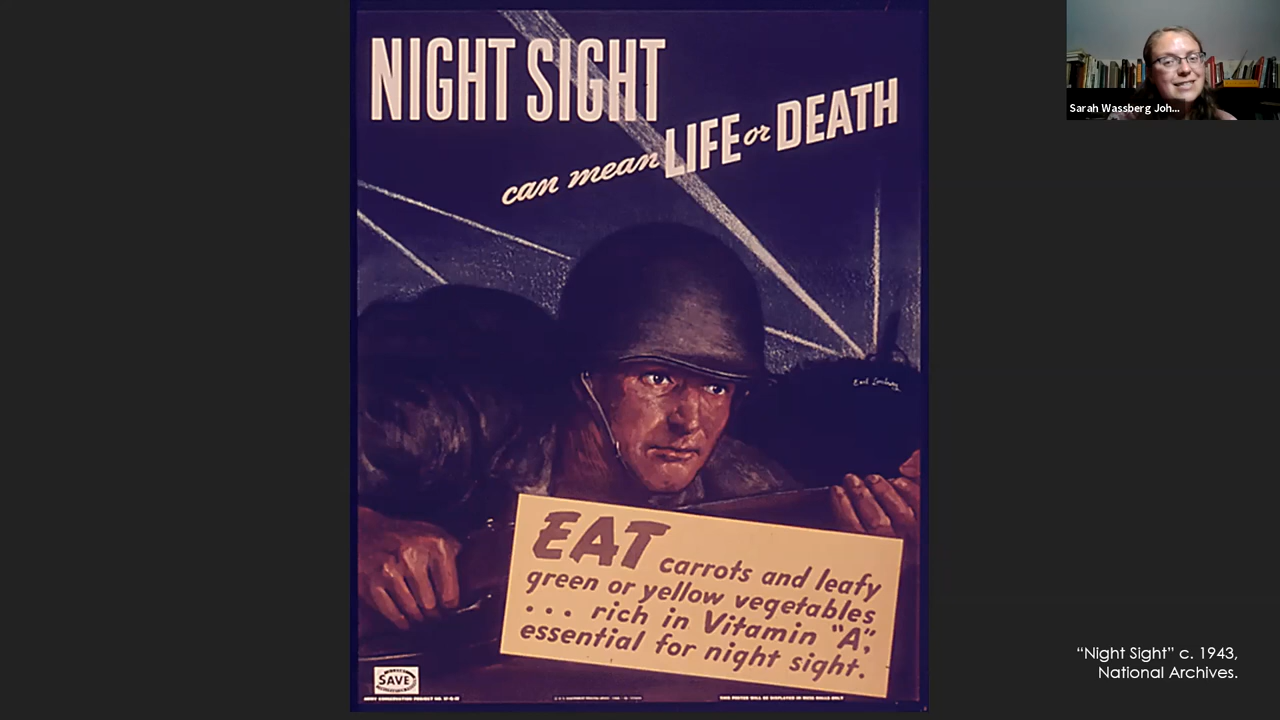 NIGHT SIGHT
can mean LIFE or DEATH
EAT carrots and leafy
green or yellow vegetables
... rich in Vitamin "A",
essential for night sight.
SAVE
Sarah Wassberg Joh...
“Night Sight” c. 1943,
National Archives.